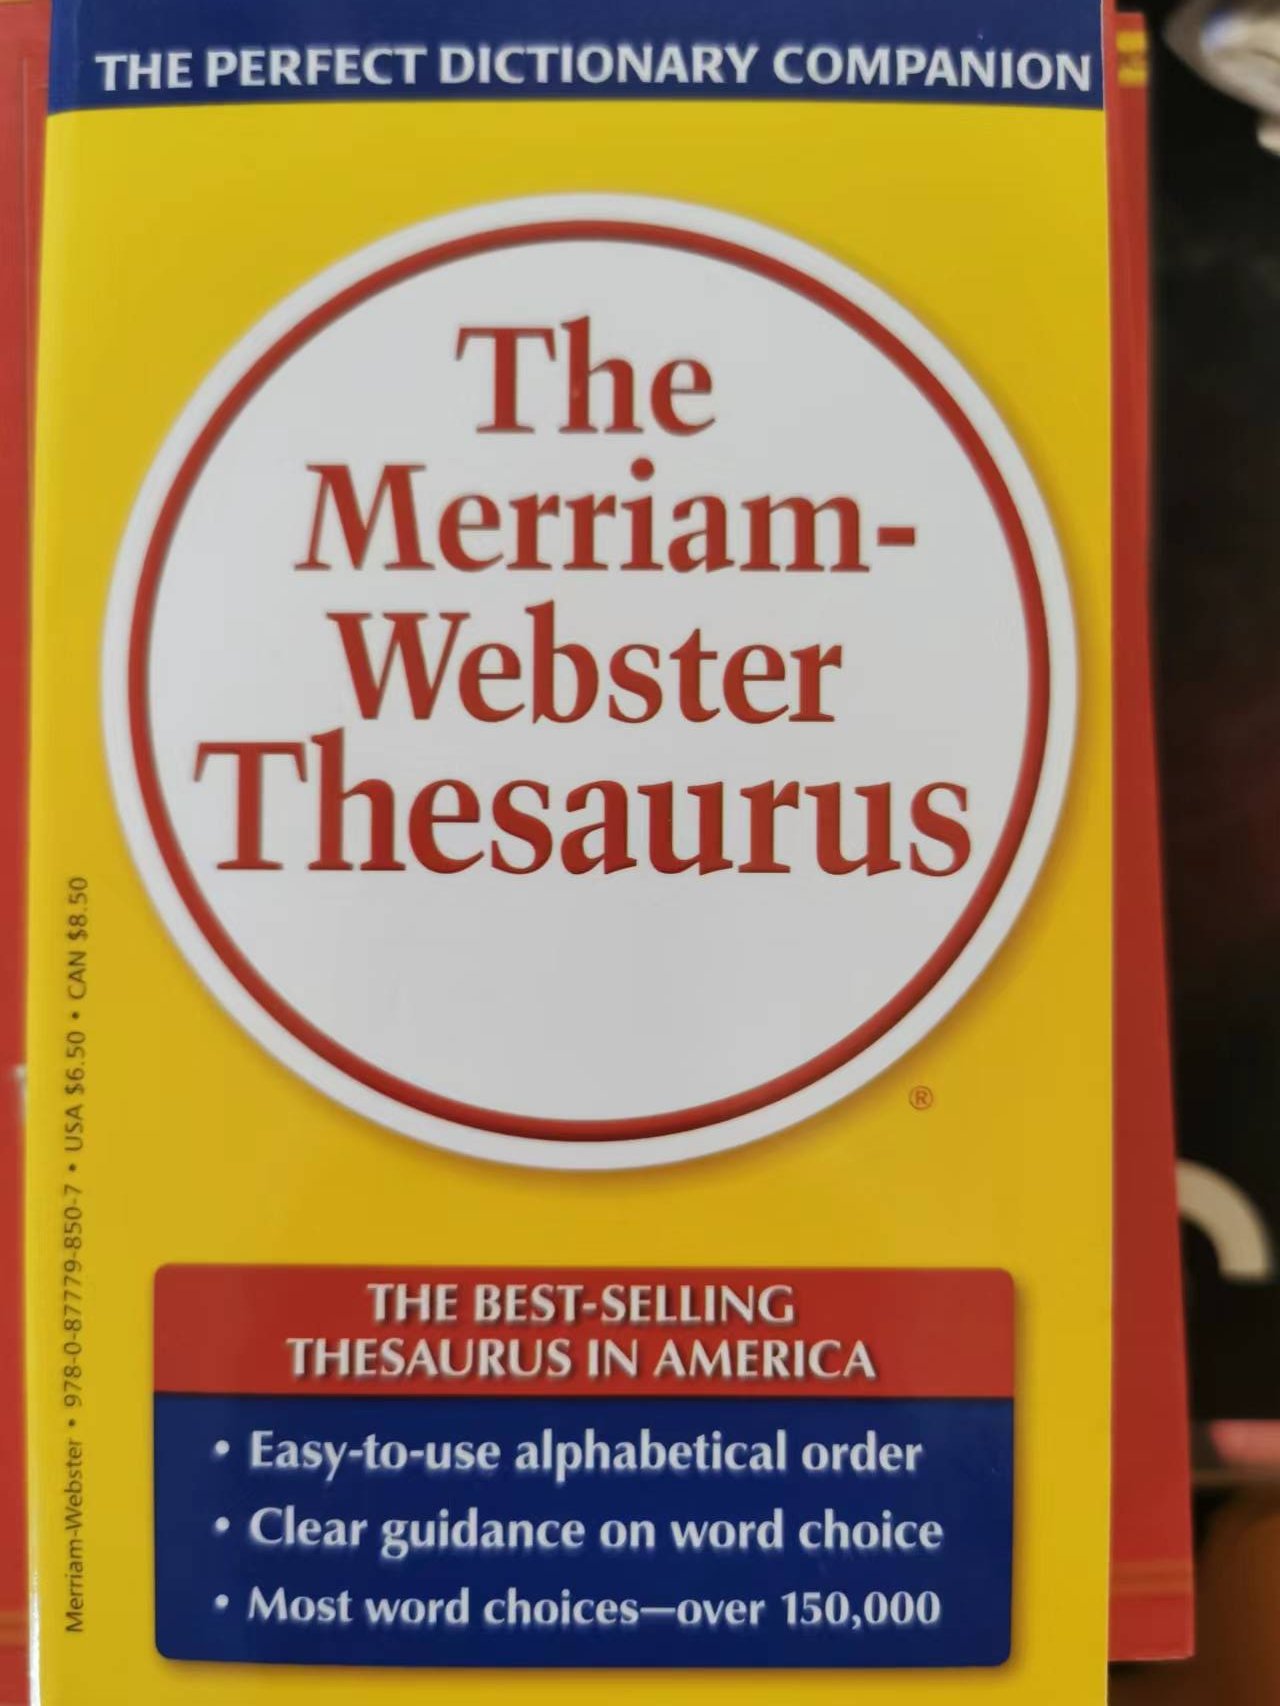 THE PERFECT DICTIONARY COMPANION
The
Merriam-
Webster
Thesaurus
®
Merriam-Webster • 978-0-87779-850-7 • USA $6.50 • CAN $8.50
THE BEST-SELLING
THESAURUS IN AMERICA
• Easy-to-use alphabetical order
• Clear guidance on word choice
• Most word choices—over 150,000